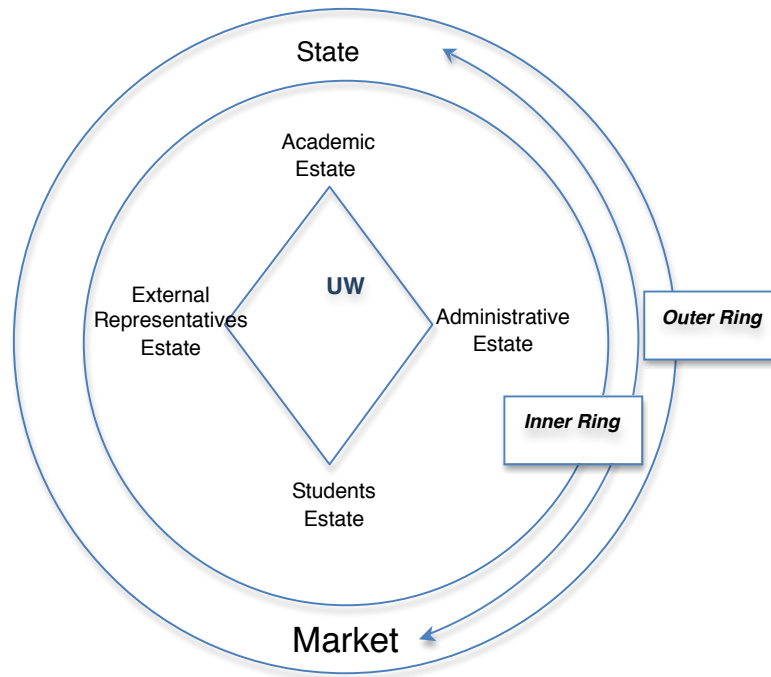 State
Academic
Estate
UW
External
Representatives
Estate
Administrative
Estate
Outer Ring
Inner Ring
Students
Estate
Market